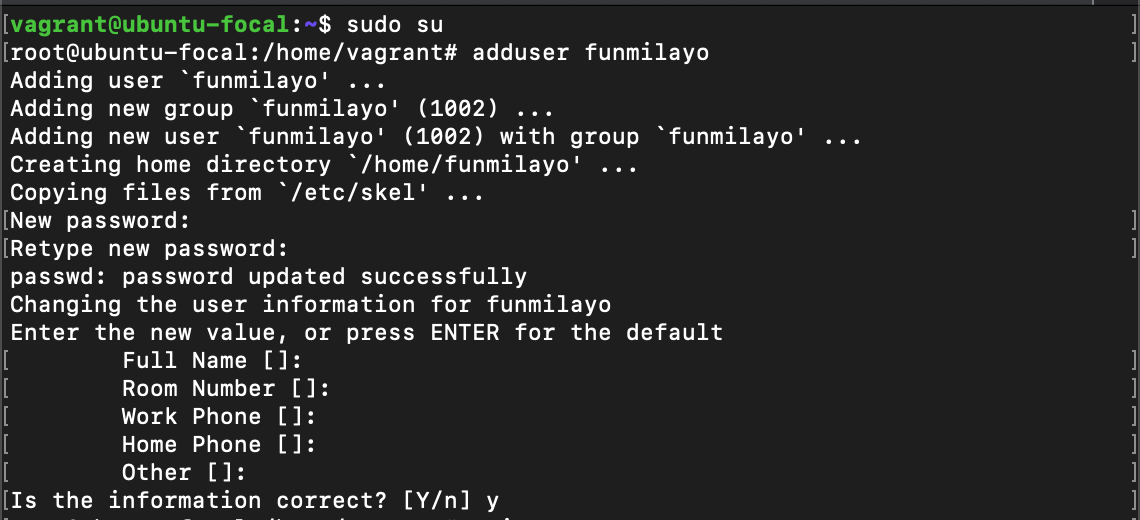 [vagrant@ubuntu-focal:~$ sudo su ]
[root@ubuntu-focal:/home/vagrant# adduser funmilayo ]
Adding user `funmilayo' ...
Adding new group `funmilayo' (1002) ...
Adding new user `funmilayo' (1002) with group `funmilayo' ...
Creating home directory `/home/funmilayo' ...
Copying files from `/etc/skel' ...
[New password: ]
[Retype new password: ]
passwd: password updated successfully
Changing the user information for funmilayo
Enter the new value, or press ENTER for the default
[ Full Name []: ]
[ Room Number []: ]
[ Work Phone []: ]
[ Home Phone []: ]
[ Other []: ]
[Is the information correct? [Y/n] y ]